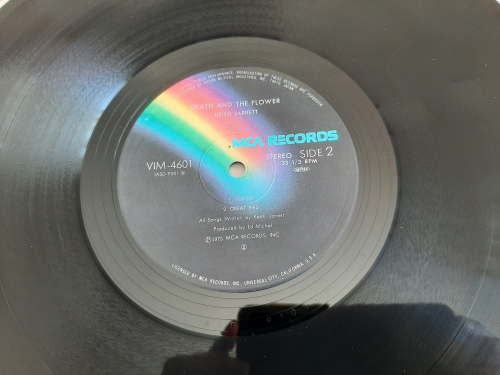 DEATH AND THE FLOWER
KEITH JARRETT
MCA RECORDS
VIM-4601
STEREO SIDE 2
33 1/3 RPM
2. GREAT BIRD
All Songs Written by Keith Jarrett
Produced by Ed Michel
Ⓟ 1975 MCA RECORDS, INC.
LICENSED BY MCA RECORDS, INC. UNIVERSAL CITY, CALIFORNIA, U.S.A.